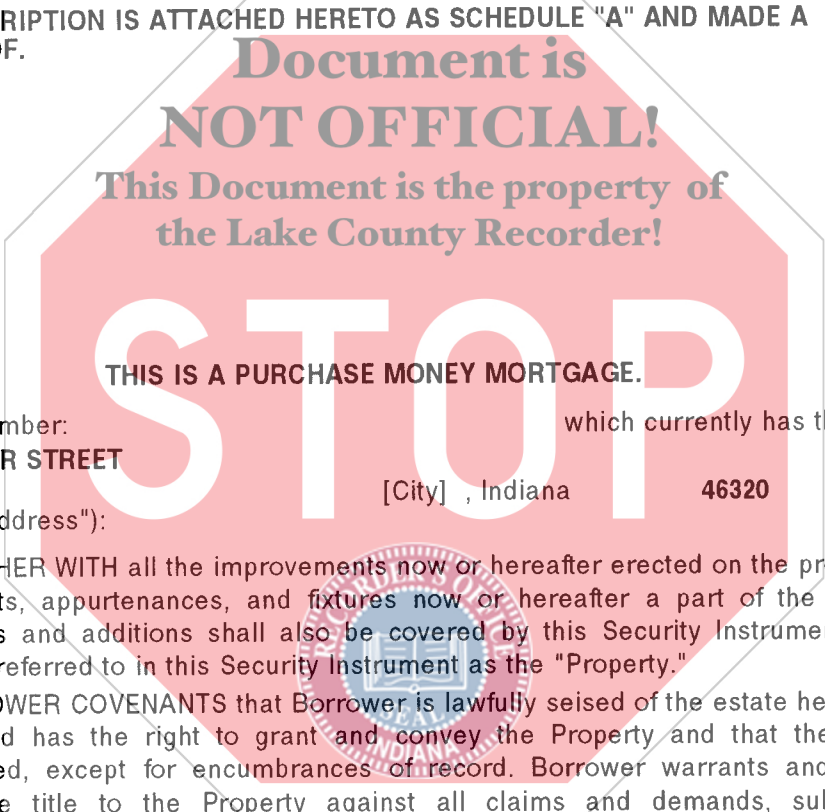 RIPTION IS ATTACHED HERETO AS SCHEDULE "A" AND MADE A
OF.
Document is
NOT OFFICIAL!
This Document is the property of
the Lake County Recorder!
STOP
THIS IS A PURCHASE MONEY MORTGAGE.
mber: which currently has th
R STREET
[City] , Indiana 46320
ddress"):
HER WITH all the improvements now or hereafter erected on the pr
ts, appurtenances, and fixtures now or hereafter a part of the
s and additions shall also be covered by this Security Instrume
referred to in this Security Instrument as the "Property."
OWER COVENANTS that Borrower is lawfully seised of the estate he
d has the right to grant and convey the Property and that the
ed, except for encumbrances of record. Borrower warrants and
e title to the Property against all claims and demands, sul
RECORDER'S OFFICE
SEAL
INDIANA